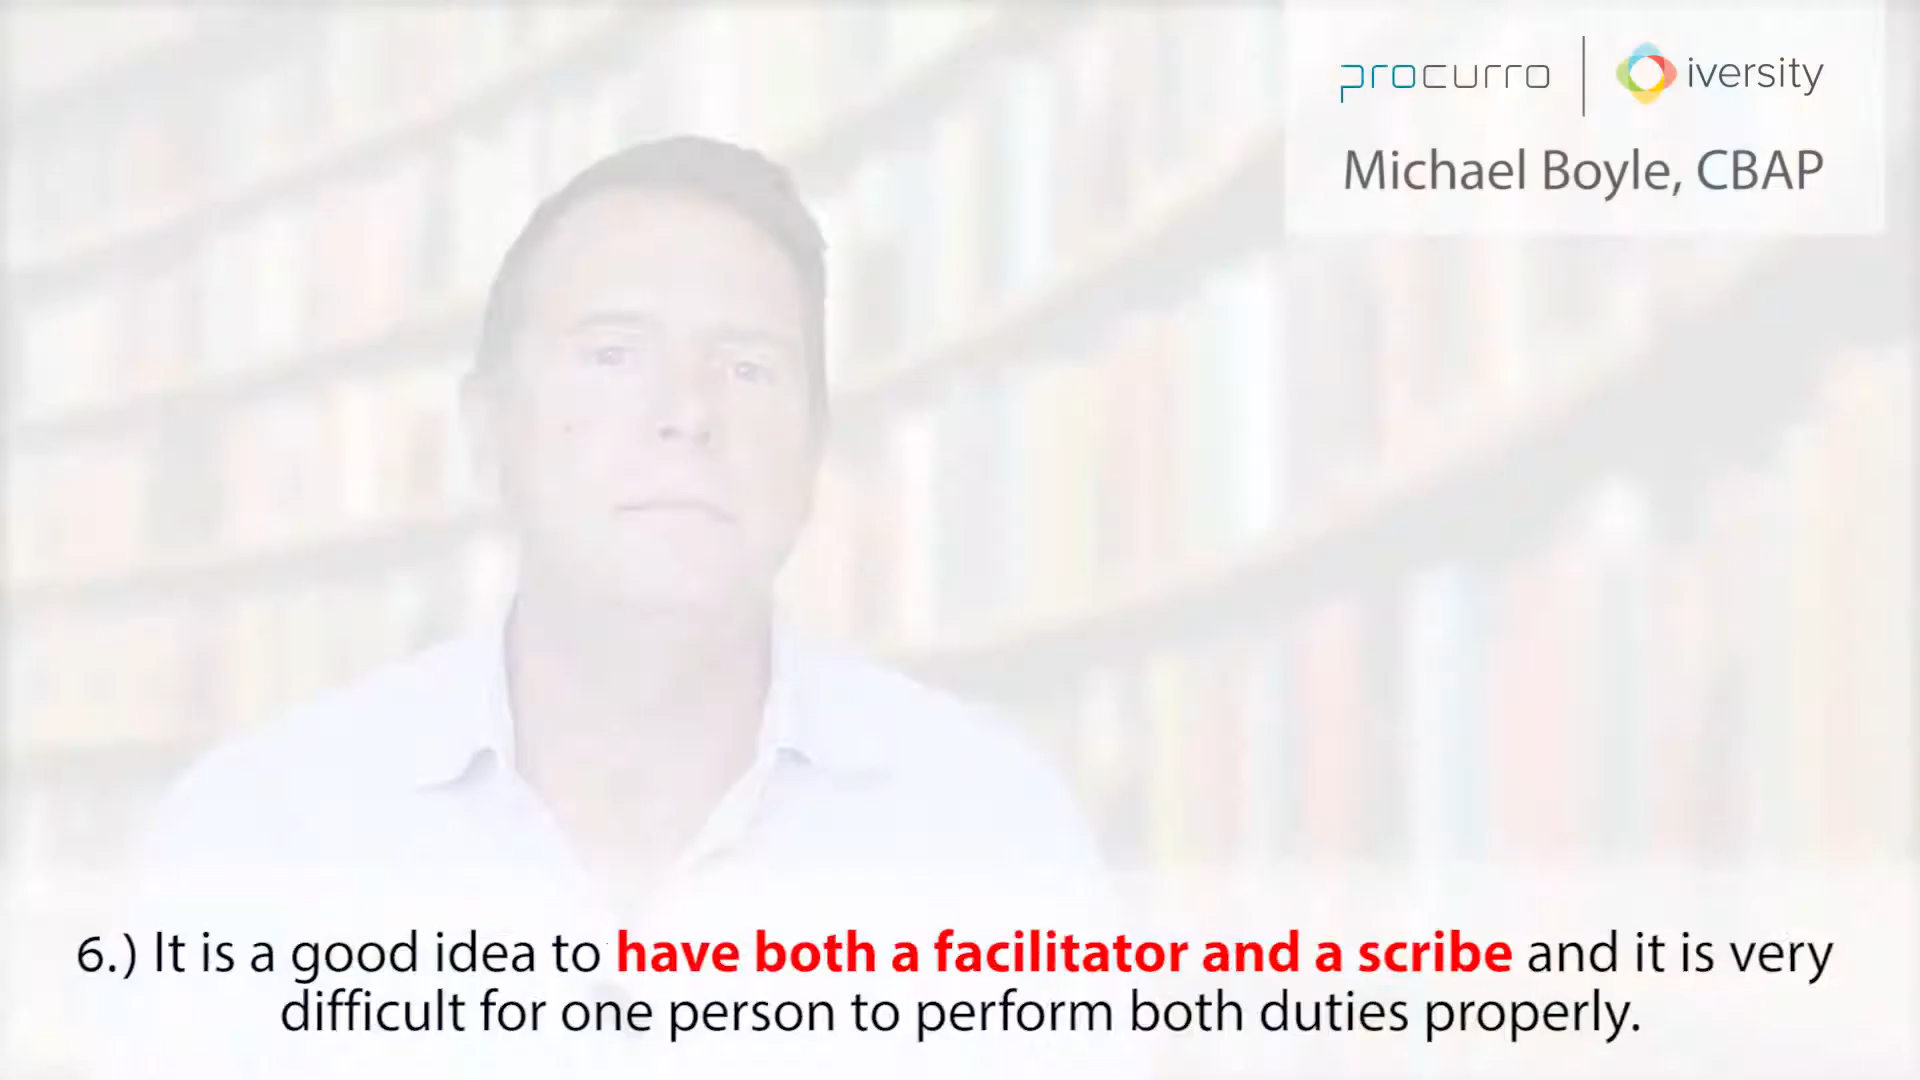 procurro
iversity
Michael Boyle, CBAP
6.) It is a good idea to have both a facilitator and a scribe and it is very
difficult for one person to perform both duties properly.